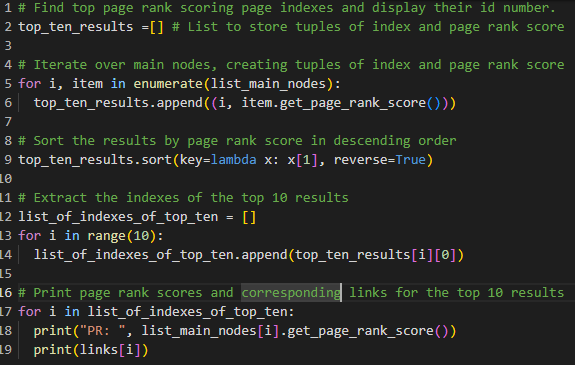 1 # Find top page rank scoring page indexes and display their id number.
2 top_ten_results =[] # List to store tuples of index and page rank score
3
4 # Iterate over main nodes, creating tuples of index and page rank score
5 for i, item in enumerate(list_main_nodes):
6   top_ten_results.append((i, item.get_page_rank_score()))
7
8 # Sort the results by page rank score in descending order
9 top_ten_results.sort(key=lambda x: x[1], reverse=True)
10
11 # Extract the indexes of the top 10 results
12 list_of_indexes_of_top_ten = []
13 for i in range(10):
14   list_of_indexes_of_top_ten.append(top_ten_results[i][0])
15
16 # Print page rank scores and corresponding links for the top 10 results
17 for i in list_of_indexes_of_top_ten:
18   print("PR: ", list_main_nodes[i].get_page_rank_score())
19   print(links[i])